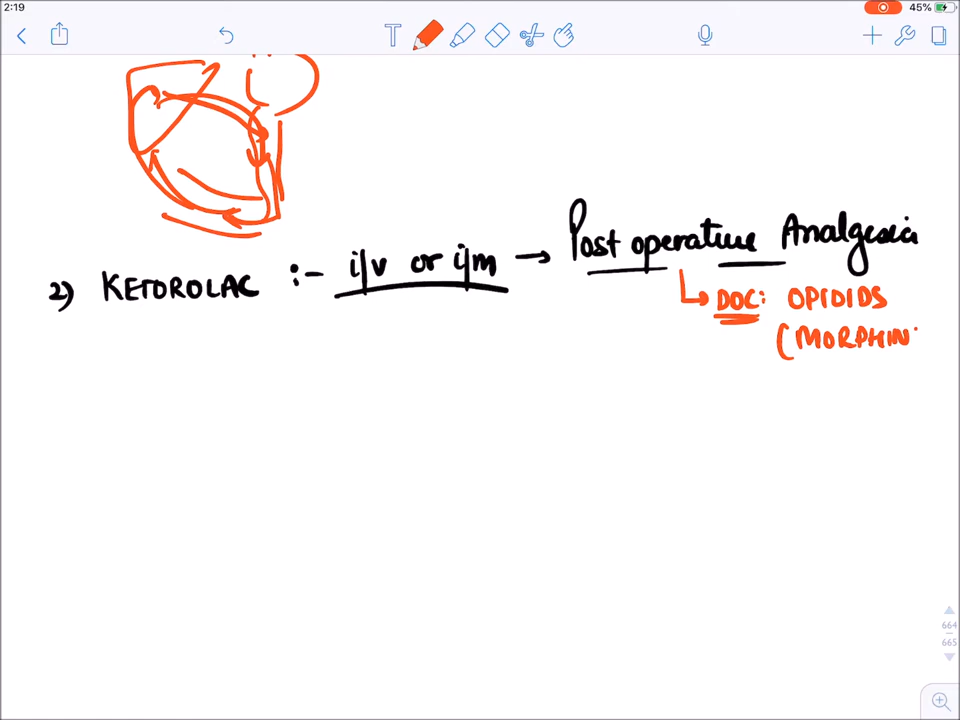 2:19
45%
T
2) KETOROLAC :- i/v or i/m → Post operative Analgesia
DOC: OPIOIDS
(MORPHIN
664
665